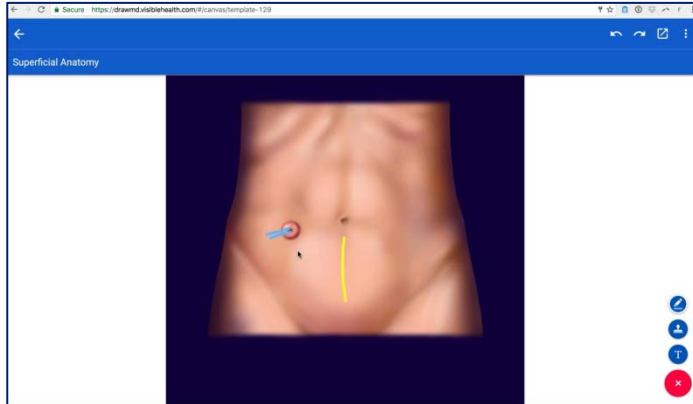 Secure https://drawmd.visiblehealth.com/#/canvas/template-129
Superficial Anatomy
T